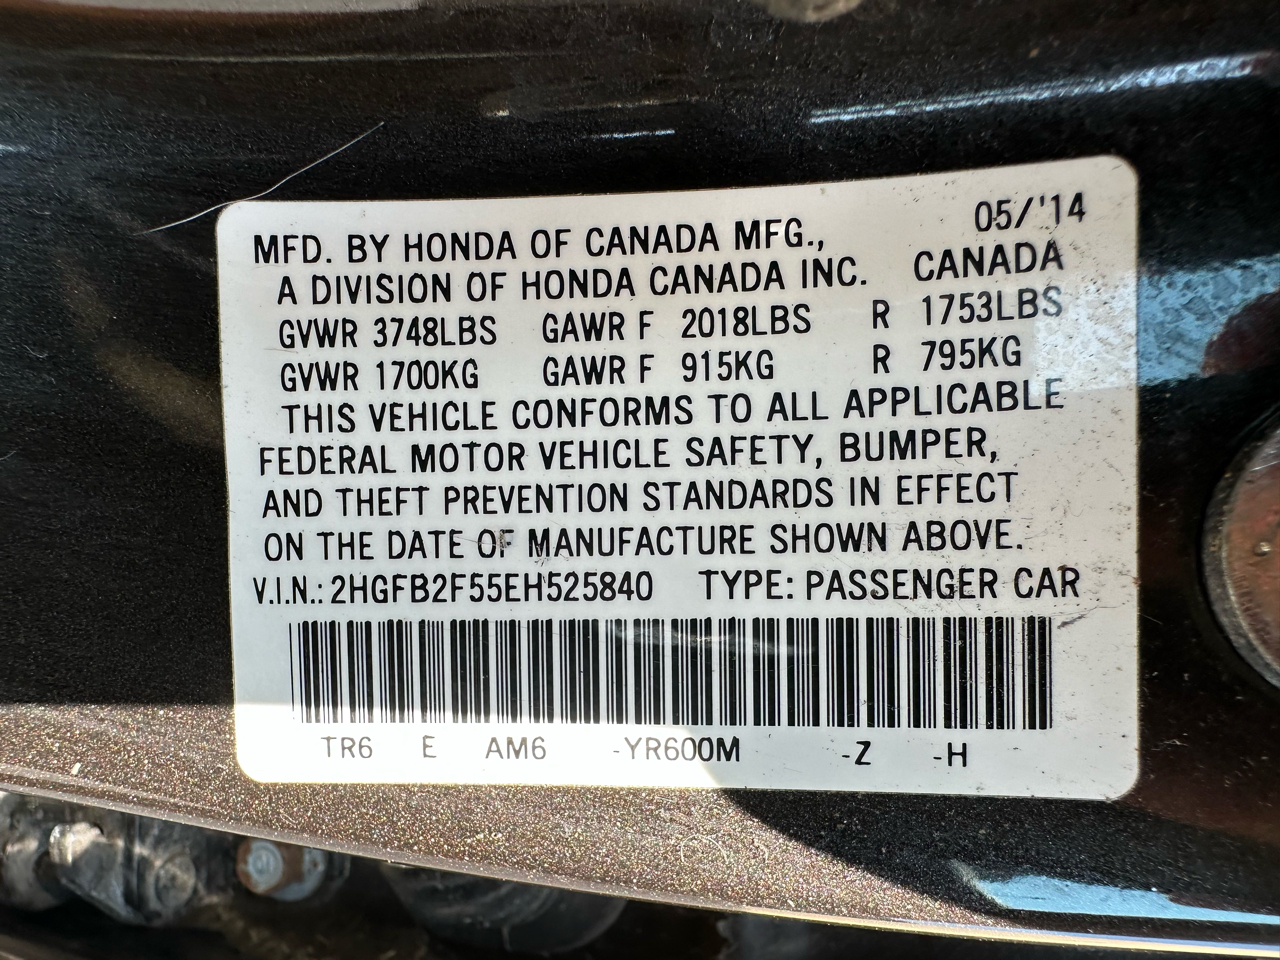 05/'14
MFD. BY HONDA OF CANADA MFG.,
A DIVISION OF HONDA CANADA INC. CANADA
GVWR 3748LBS GAWR F 2018LBS R 1753LBS
GVWR 1700KG GAWR F 915KG R 795KG
THIS VEHICLE CONFORMS TO ALL APPLICABLE
FEDERAL MOTOR VEHICLE SAFETY, BUMPER,
AND THEFT PREVENTION STANDARDS IN EFFECT
ON THE DATE OF MANUFACTURE SHOWN ABOVE.
V.I.N.: 2HGFB2F55EH525840 TYPE: PASSENGER CAR
TR6 E AM6 -YR600M -Z -H